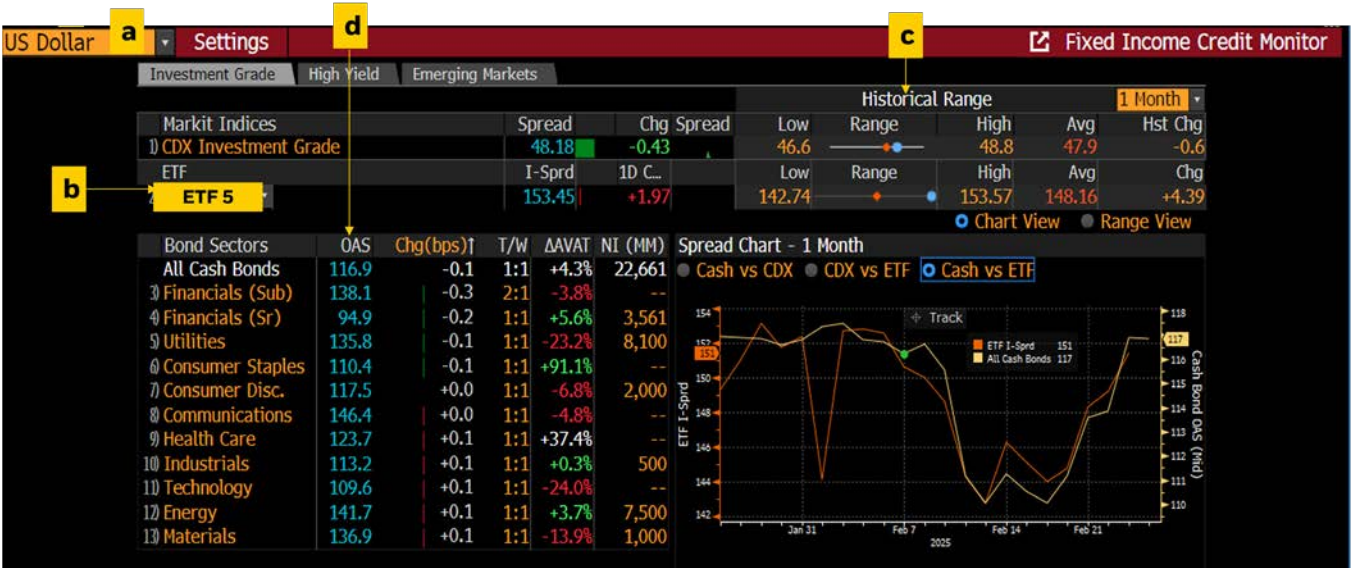 US Dollar a Settings d c Fixed Income Credit Monitor
Investment Grade High Yield Emerging Markets
Historical Range 1 Month
Markit Indices Spread Chg Spread Low Range High Avg Hst Chg
1) CDX Investment Grade 48.18 -0.43 46.6 48.8 47.9 -0.6
ETF I-Sprd 1D C... Low Range High Avg Chg
b ETF 5 153.45 +1.97 142.74 153.57 148.16 +4.39
Chart View Range View
Bond Sectors OAS Chg(bps)↑ T/W ΔAVAT NI (MM) Spread Chart - 1 Month
All Cash Bonds 116.9 -0.1 1:1 +4.3% 22,661 Cash vs CDX CDX vs ETF Cash vs ETF
3) Financials (Sub) 138.1 -0.3 2:1 -3.8% --
4) Financials (Sr) 94.9 -0.2 1:1 +5.6% 3,561
5) Utilities 135.8 -0.1 1:1 -23.2% 8,100
6) Consumer Staples 110.4 -0.1 1:1 +91.1% --
7) Consumer Disc. 117.5 +0.0 1:1 -6.8% 2,000
8) Communications 146.4 +0.0 1:1 -4.8% --
9) Health Care 123.7 +0.1 1:1 +37.4% --
10) Industrials 113.2 +0.1 1:1 +0.3% 500
11) Technology 109.6 +0.1 1:1 -24.0% --
12) Energy 141.7 +0.1 1:1 +3.7% 7,500
13) Materials 136.9 +0.1 1:1 -13.9% 1,000
Track
ETF I-Sprd 151
All Cash Bonds 117
ETF I-Sprd
154
152
151
150
148
146
144
142
118
117
116
115
114
113
112
111
110
Cash Bond OAS (Mid)
Jan 31 Feb 7 Feb 14 Feb 21
2025